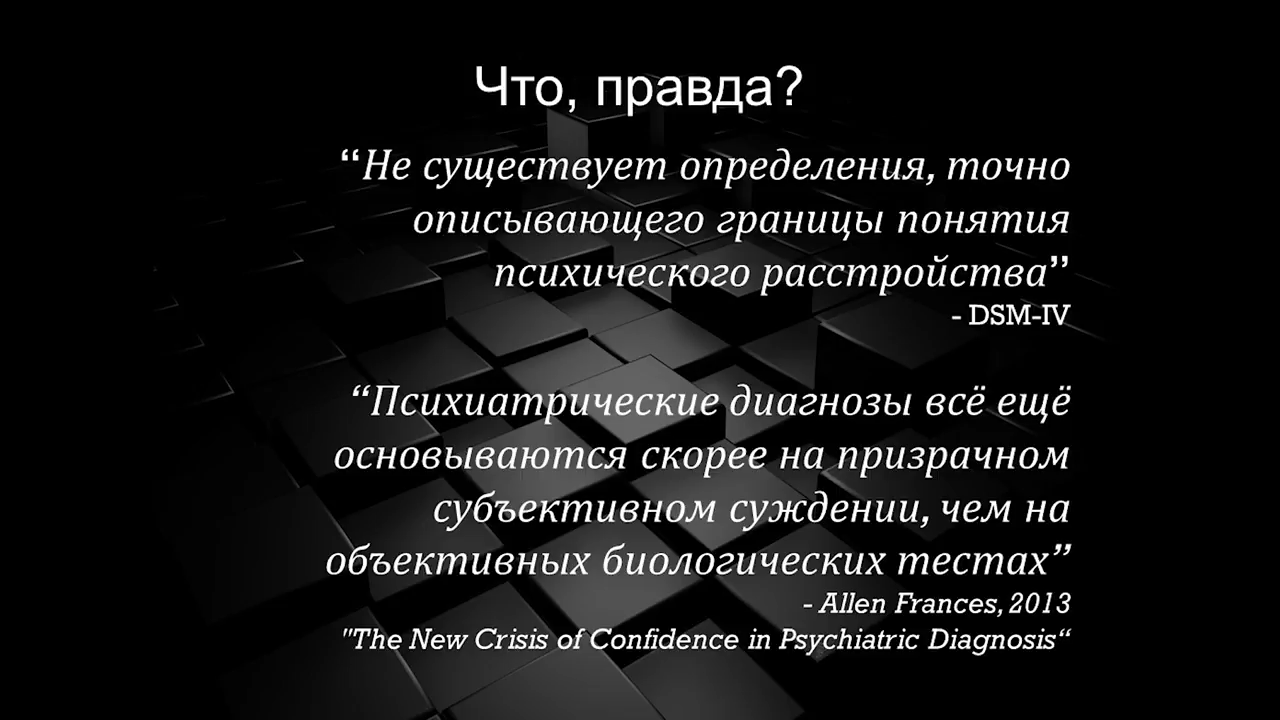 Что, правда?
“Не существует определения, точно
описывающего границы понятия
психического расстройства”
- DSM-IV
“Психиатрические диагнозы всё ещё
основываются скорее на призрачном
субъективном суждении, чем на
объективных биологических тестах”
- Allen Frances, 2013
"The New Crisis of Confidence in Psychiatric Diagnosis“